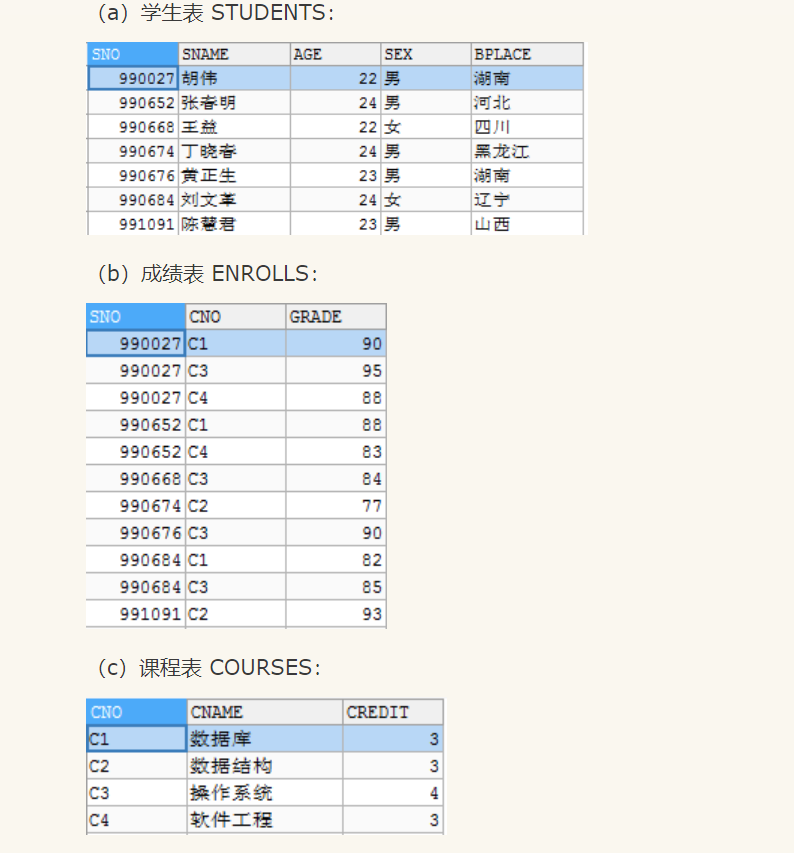 （a）学生表 STUDENTS：
SNO SNAME AGE SEX BPLACE
990027 胡伟 22 男 湖南
990652 张春明 24 男 河北
990668 王益 22 女 四川
990674 丁晓春 24 男 黑龙江
990676 黄正生 23 男 湖南
990684 刘文革 24 女 辽宁
991091 陈慧君 23 男 山西
（b）成绩表 ENROLLS：
SNO CNO GRADE
990027 C1 90
990027 C3 95
990027 C4 88
990652 C1 88
990652 C4 83
990668 C3 84
990674 C2 77
990676 C3 90
990684 C1 82
990684 C3 85
991091 C2 93
（c）课程表 COURSES：
CNO CNAME CREDIT
C1 数据库 3
C2 数据结构 3
C3 操作系统 4
C4 软件工程 3